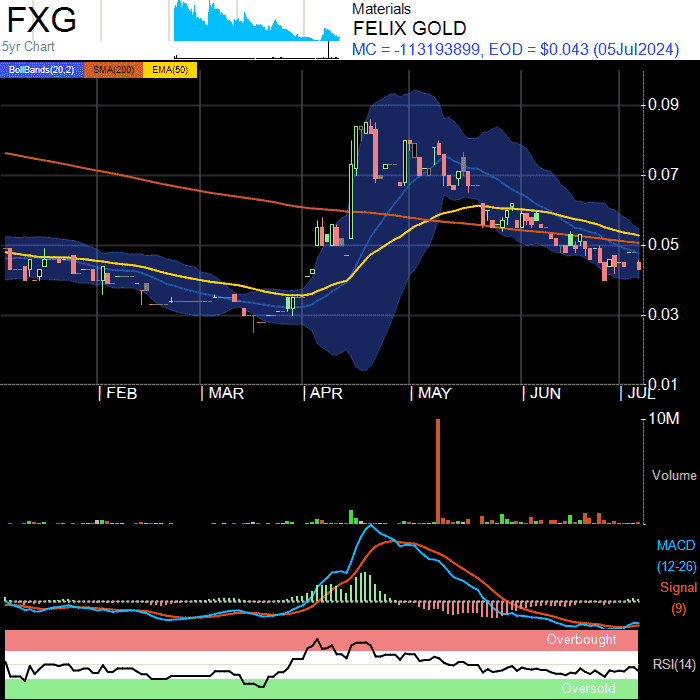 FXG
5yr Chart
Materials
FELIX GOLD
MC = -113193899, EOD = $0.043 (05Jul2024)
BollBands(20,2) SMA(200) EMA(50)
0.09
0.07
0.05
0.03
0.01
FEB MAR APR MAY JUN JUL
10M
Volume
MACD
(12-26)
Signal
(9)
Overbought
RSI(14)
Oversold